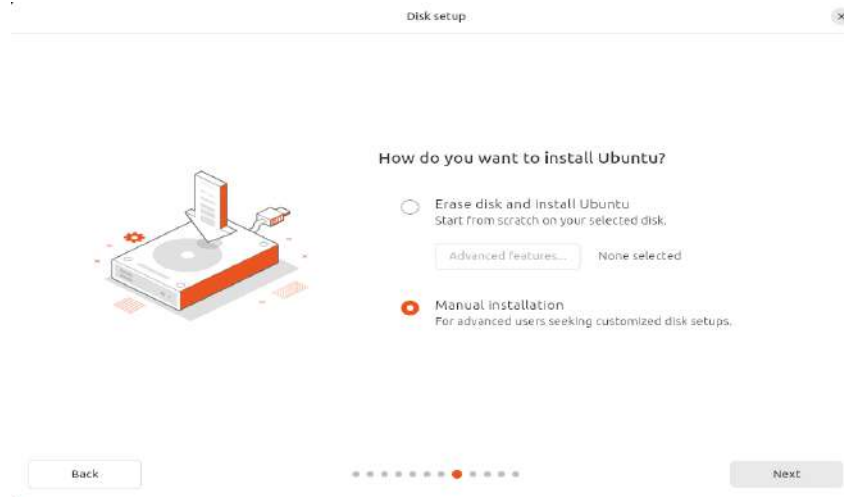 Disk setup
How do you want to install Ubuntu?
Erase disk and install Ubuntu
Start from scratch on your selected disk.
Advanced features... None selected
Manual installation
For advanced users seeking customized disk setups.
Back Next